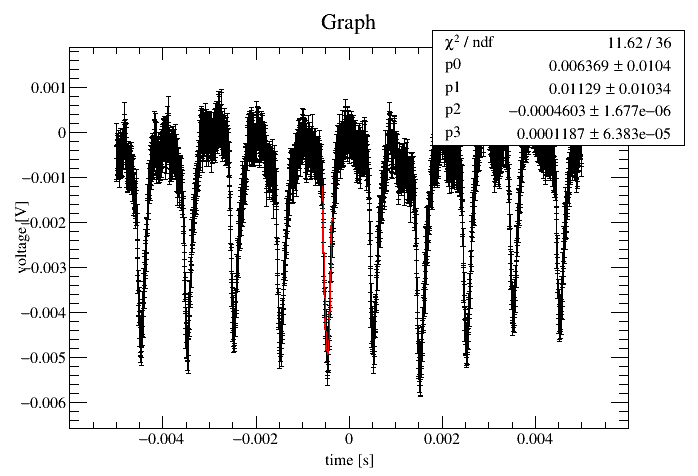 Graph
χ² / ndf 11.62 / 36
p0 0.006369 ± 0.0104
p1 0.01129 ± 0.01034
p2 −0.0004603 ± 1.677e−06
p3 0.0001187 ± 6.383e−05
0.001
0
−0.001
−0.002
−0.003
−0.004
−0.005
−0.006
voltage [V]
−0.004 −0.002 0 0.002 0.004
time [s]